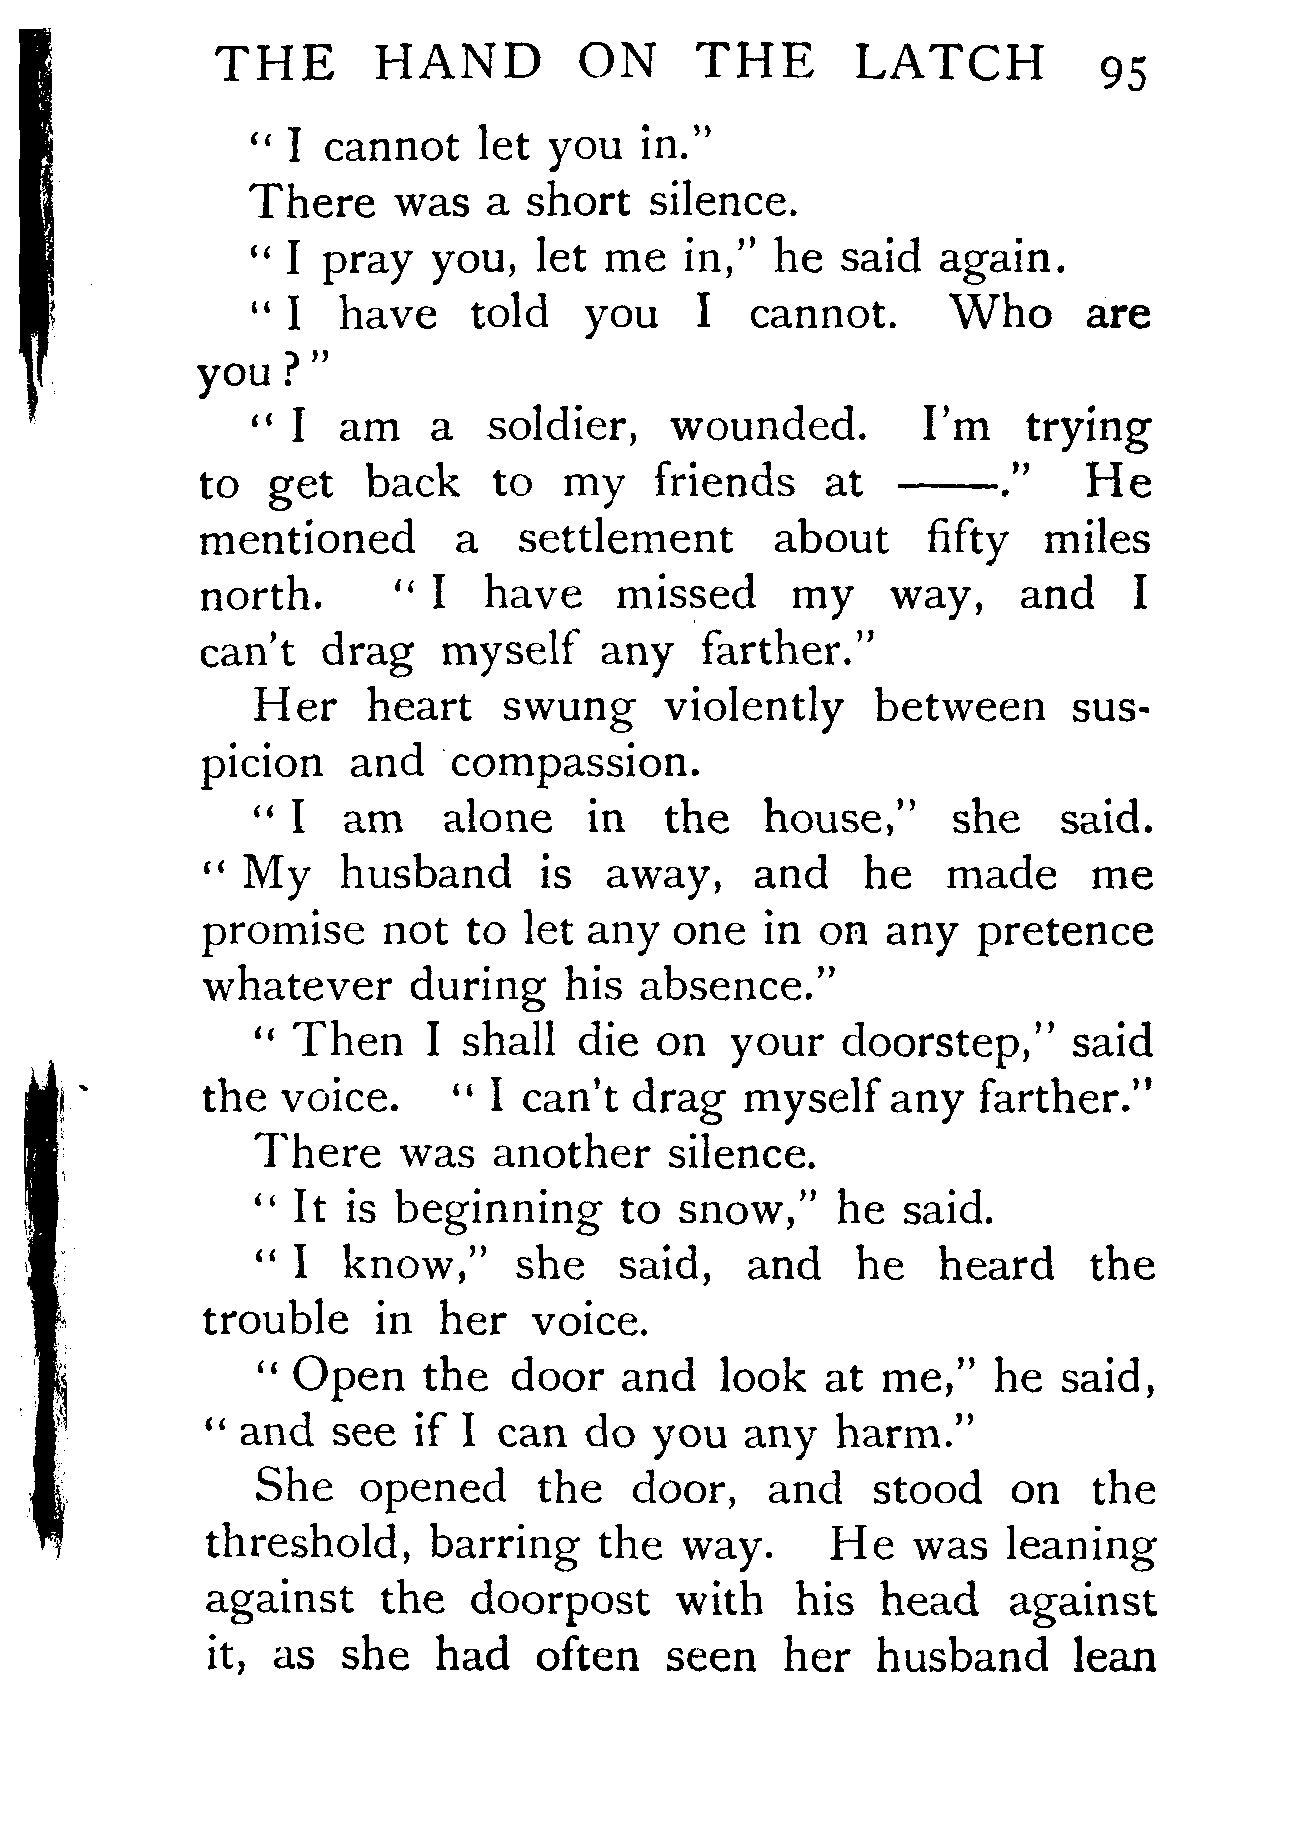 THE HAND ON THE LATCH 95
“ I cannot let you in.”
There was a short silence.
“ I pray you, let me in,” he said again.
“ I have told you I cannot. Who are
you ? ”
“ I am a soldier, wounded. I’m trying
to get back to my friends at ——.” He
mentioned a settlement about fifty miles
north. “ I have missed my way, and I
can’t drag myself any farther.”
Her heart swung violently between sus-
picion and compassion.
“ I am alone in the house,” she said.
“ My husband is away, and he made me
promise not to let any one in on any pretence
whatever during his absence.”
“ Then I shall die on your doorstep,” said
the voice. “ I can’t drag myself any farther.”
There was another silence.
“ It is beginning to snow,” he said.
“ I know,” she said, and he heard the
trouble in her voice.
“ Open the door and look at me,” he said,
“ and see if I can do you any harm.”
She opened the door, and stood on the
threshold, barring the way. He was leaning
against the doorpost with his head against
it, as she had often seen her husband lean